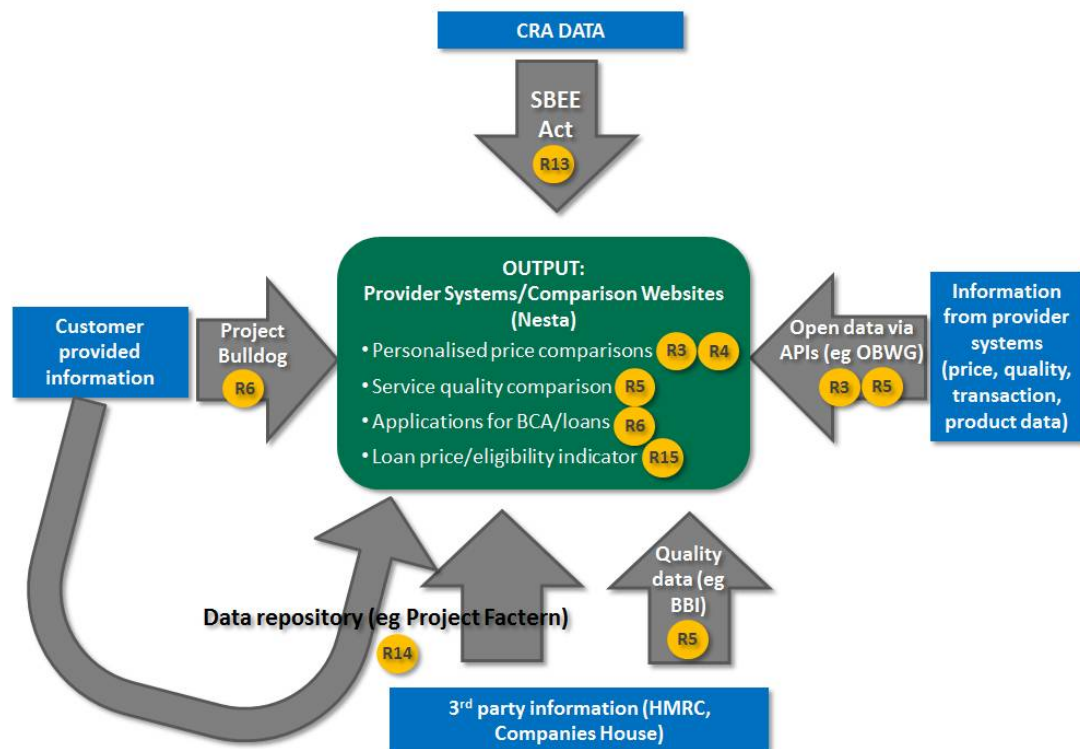 CRA DATA
SBEE
Act
R13
OUTPUT:
Provider Systems/Comparison Websites
(Nesta)
• Personalised price comparisons R3 R4
• Service quality comparison R5
• Applications for BCA/loans R6
• Loan price/eligibility indicator R15
Customer
provided
information
Project
Bulldog
R6
Open data via
APIs (eg OBWG)
R3 R5
Information
from provider
systems
(price, quality,
transaction,
product data)
Data repository (eg Project Factern)
R14
Quality
data (eg
BBI)
R5
3rd party information (HMRC,
Companies House)